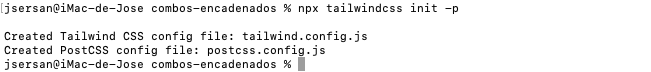 [jsersan@iMac-de-Jose combos-encadenados % npx tailwindcss init -p
Created Tailwind CSS config file: tailwind.config.js
Created PostCSS config file: postcss.config.js
jsersan@iMac-de-Jose combos-encadenados %